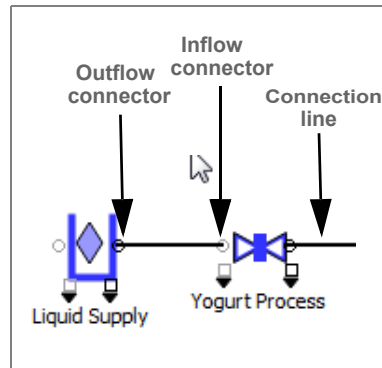 Inflow
connector
Outflow
connector
Connection
line
Liquid Supply
Yogurt Process